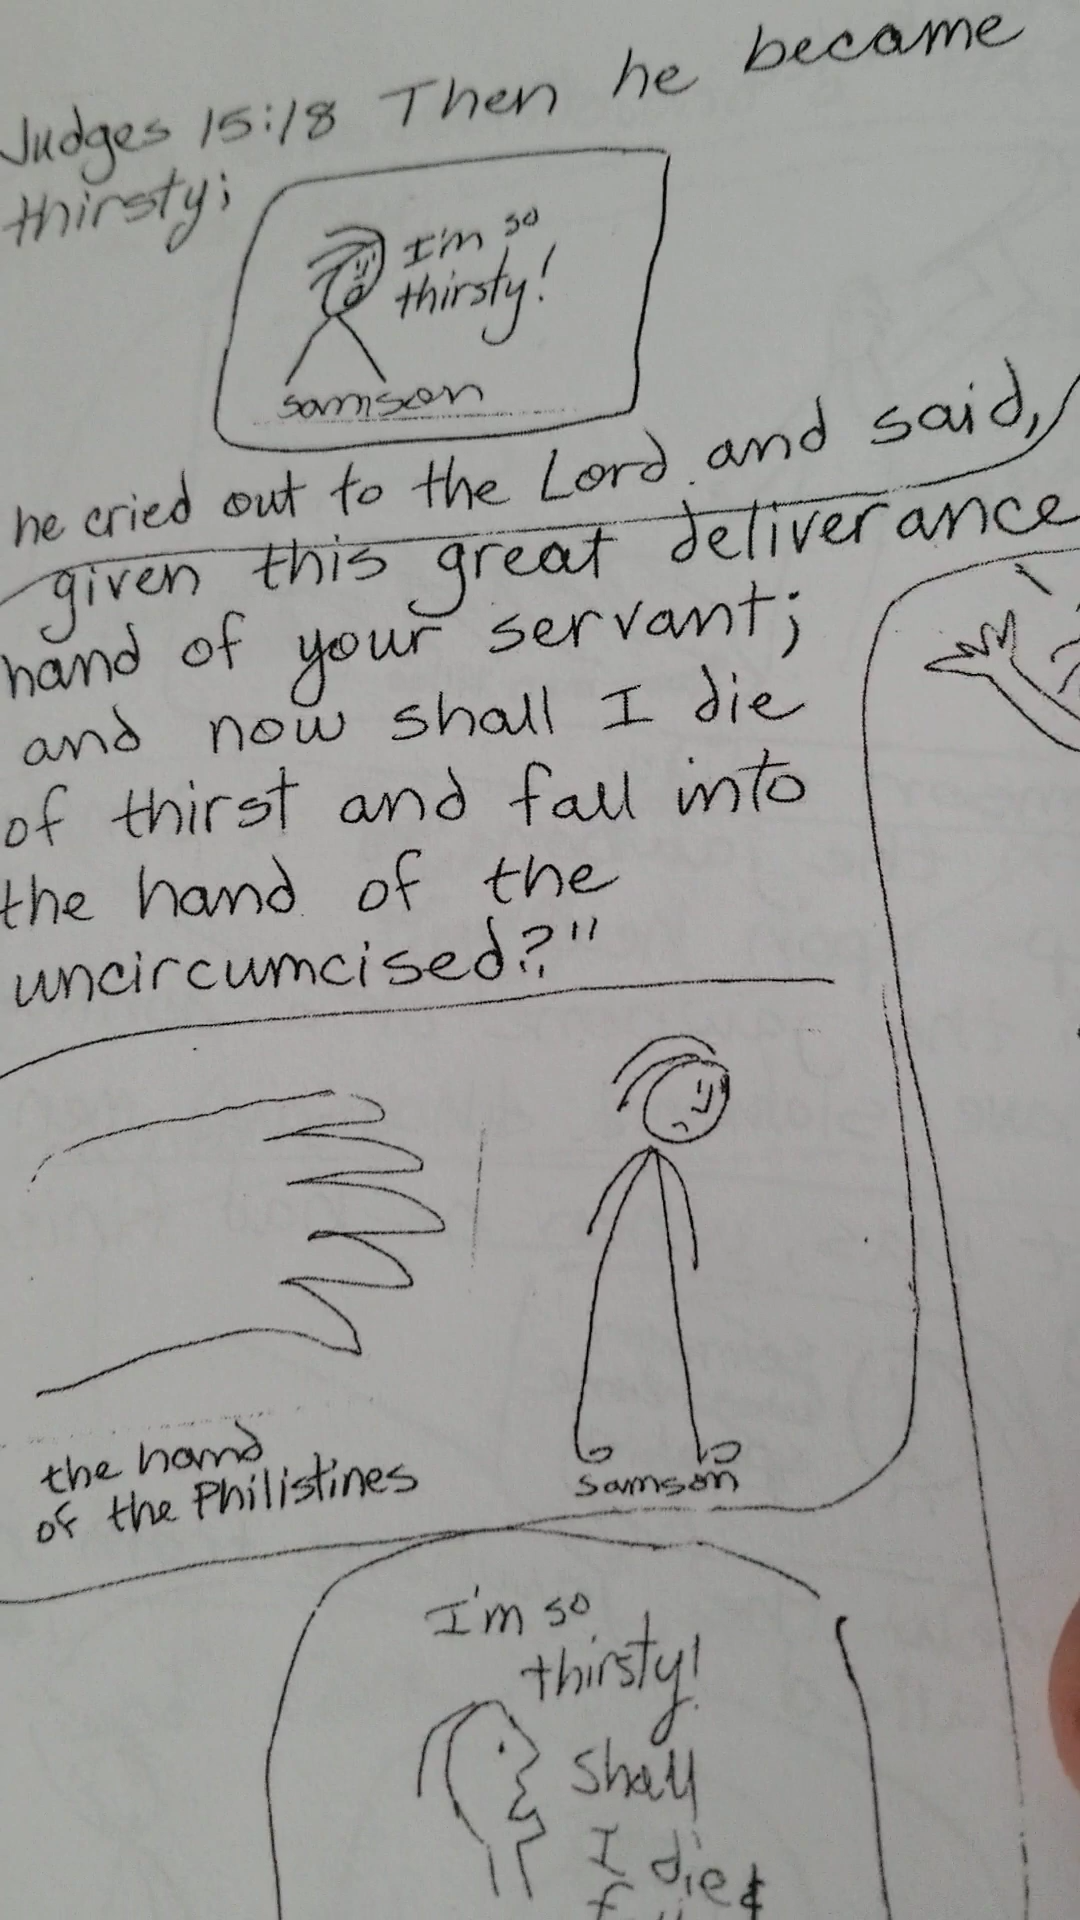 Judges 15:18 Then he became
thirsty;
I'm so
thirsty!
samson
he cried out to the Lord and said,
given this great deliverance
hand of your servant;
and now shall I die
of thirst and fall into
the hand of the
uncircumcised?"
the hand
of the Philistines
samson
I'm so
thirsty!
Shall
I die &